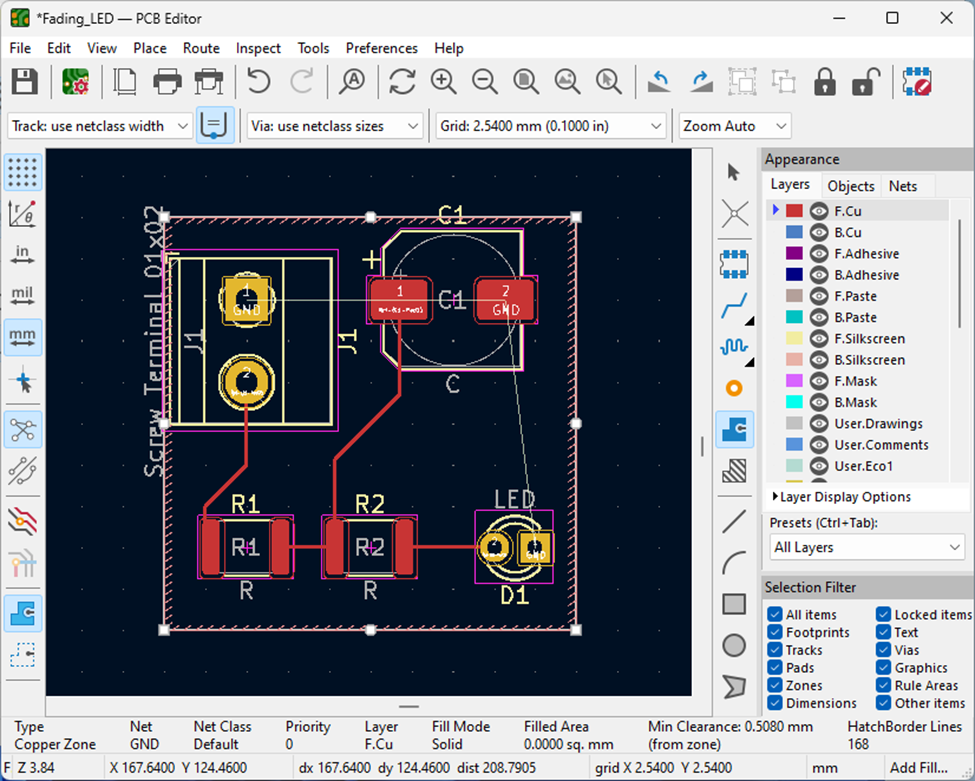 *Fading_LED — PCB Editor
File Edit View Place Route Inspect Tools Preferences Help
Track: use netclass width
Via: use netclass sizes
Grid: 2.5400 mm (0.1000 in)
Zoom Auto
in
mil
mm
Appearance
Layers Objects Nets
F.Cu
B.Cu
F.Adhesive
B.Adhesive
F.Paste
B.Paste
F.Silkscreen
B.Silkscreen
F.Mask
B.Mask
User.Drawings
User.Comments
User.Eco1
Layer Display Options
Presets (Ctrl+Tab):
All Layers
Selection Filter
All items Locked items
Footprints Text
Tracks Vias
Pads Graphics
Zones Rule Areas
Dimensions Other items
Screw Terminal 01x02
J1
J1
1
GND
2
C1
+
1
C1
2
GND
C
R1
R1
R
R2
R2
R
LED
2
GND
D1
Type Net Net Class Priority Layer Fill Mode Filled Area Min Clearance: 0.5080 mm HatchBorder Lines
Copper Zone GND Default 0 F.Cu Solid 0.0000 sq. mm (from zone) 168
F Z 3.84 X 167.6400 Y 124.4600 dx 167.6400 dy 124.4600 dist 208.7905 grid X 2.5400 Y 2.5400 mm Add Fill...